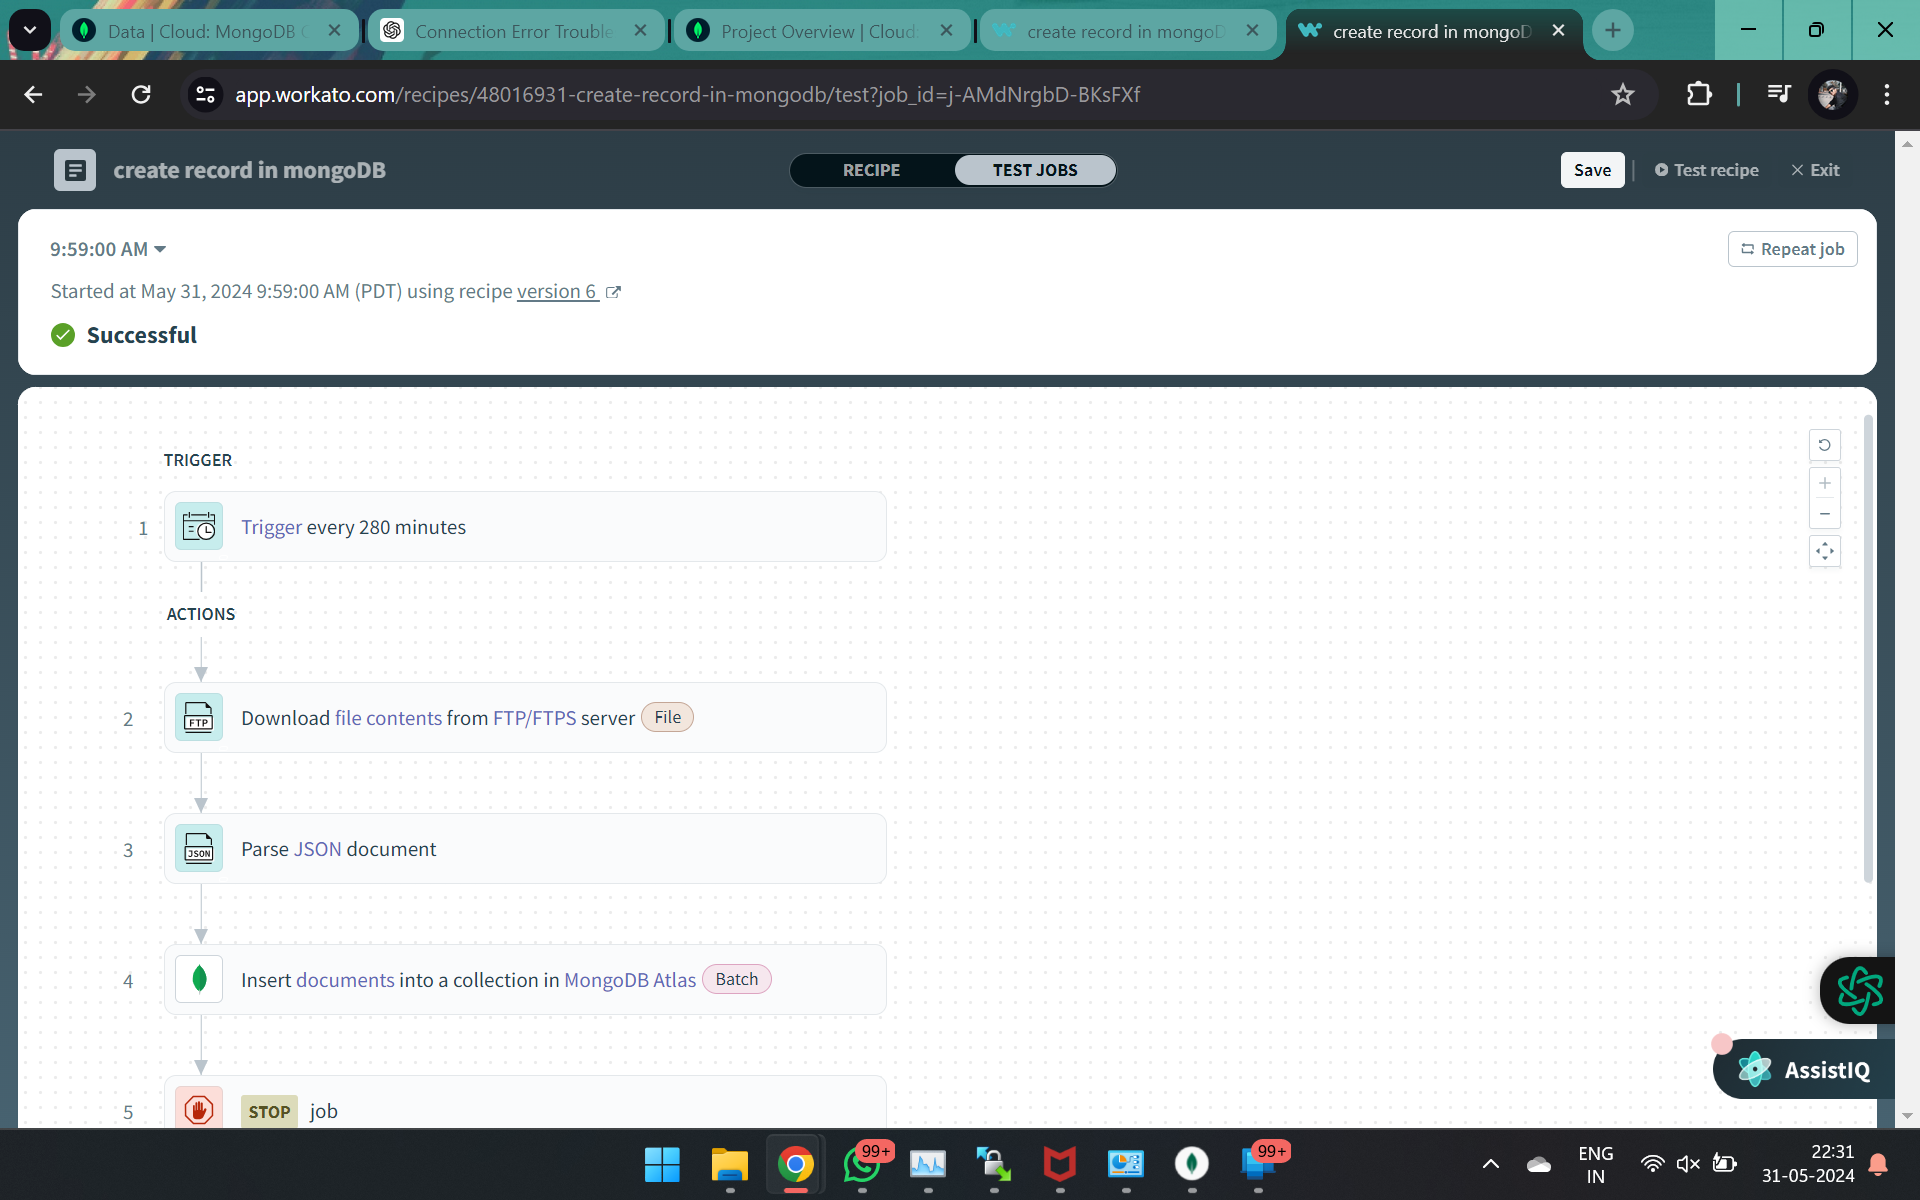 Data | Cloud: MongoDB C
Connection Error Trouble
Project Overview | Cloud:
create record in mongoD
create record in mongoD
app.workato.com/recipes/48016931-create-record-in-mongodb/test?job_id=j-AMdNrgbD-BKsFXf
create record in mongoDB
RECIPE
TEST JOBS
Save
Test recipe
Exit
9:59:00 AM
Repeat job
Started at May 31, 2024 9:59:00 AM (PDT) using recipe version 6
Successful
TRIGGER
1
Trigger every 280 minutes
ACTIONS
2
FTP
Download file contents from FTP/FTPS server
File
3
JSON
Parse JSON document
4
Insert documents into a collection in MongoDB Atlas
Batch
5
STOP job
AssistIQ
99+
99+
ENG
IN
22:31
31-05-2024